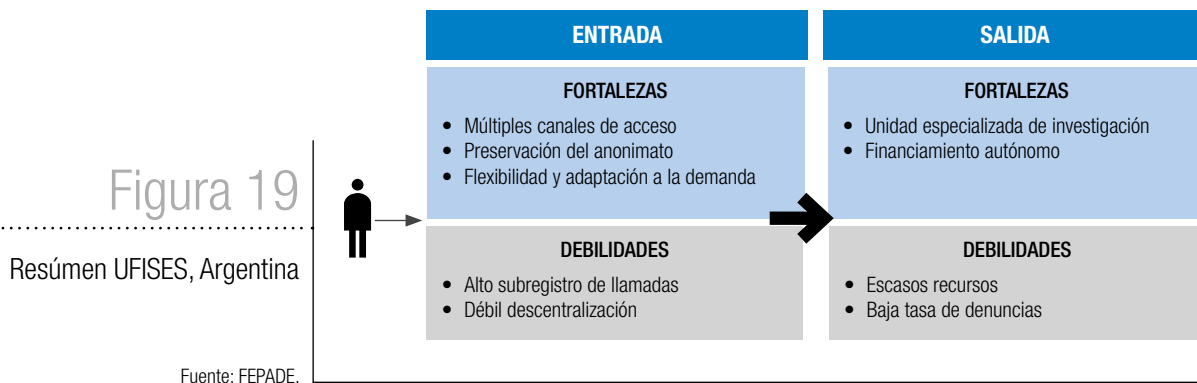 Figura 19
Resúmen UFISES, Argentina
Fuente: FEPADE.
ENTRADA
FORTALEZAS
• Múltiples canales de acceso
• Preservación del anonimato
• Flexibilidad y adaptación a la demanda
DEBILIDADES
• Alto subregistro de llamadas
• Débil descentralización
SALIDA
FORTALEZAS
• Unidad especializada de investigación
• Financiamiento autónomo
DEBILIDADES
• Escasos recursos
• Baja tasa de denuncias